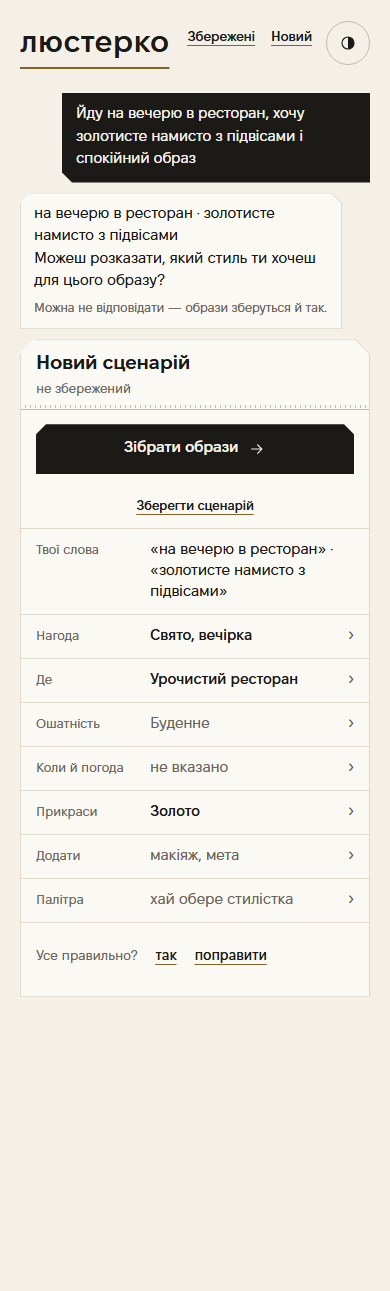 люстерко
Збережені
Новий
Йду на вечерю в ресторан, хочу
золотисте намисто з підвісами і
спокійний образ
на вечерю в ресторан · золотисте
намисто з підвісами
Можеш розказати, який стиль ти хочеш
для цього образу?
Можна не відповідати — образи зберуться й так.
Новий сценарій
не збережений
Зібрати образи →
Зберегти сценарій
Твої слова
«на вечерю в ресторан» ·
«золотисте намисто з
підвісами»
Нагода Свято, вечірка ›
Де Урочистий ресторан ›
Ошатність Буденне ›
Коли й погода не вказано ›
Прикраси Золото ›
Додати макіяж, мета ›
Палітра хай обере стилістка ›
Усе правильно? так поправити